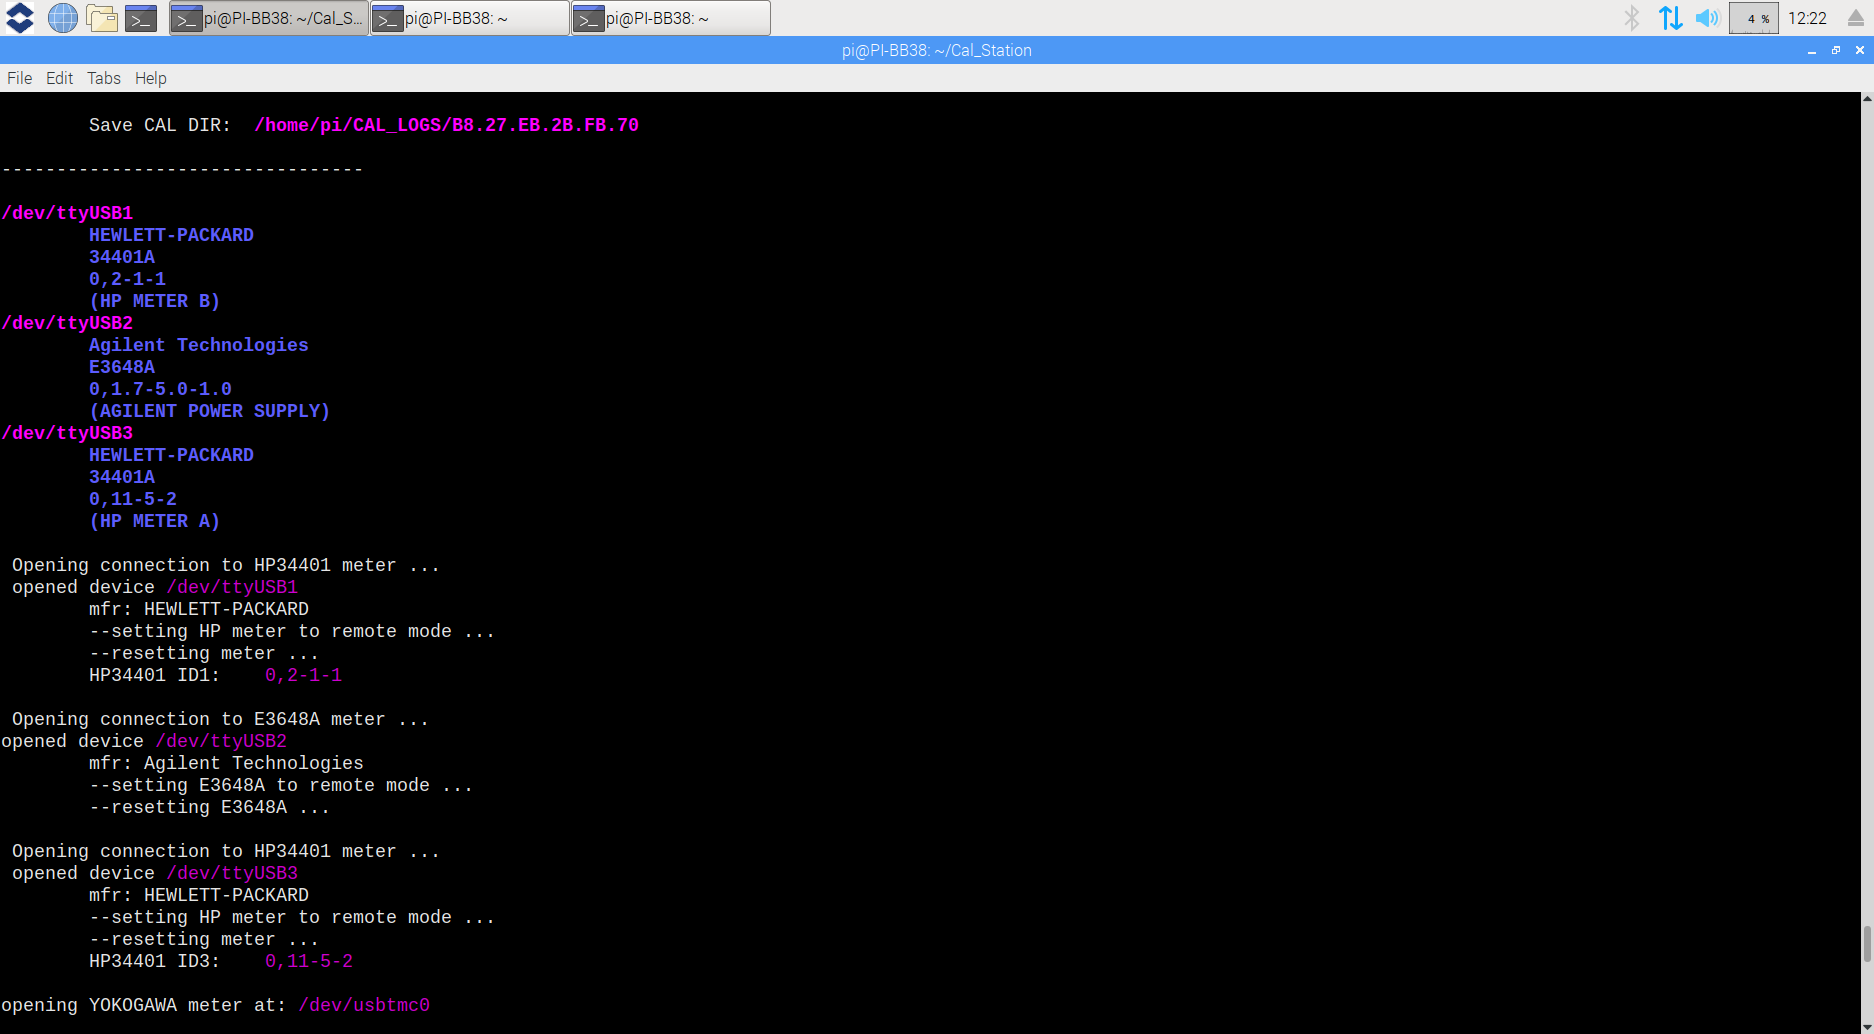 pi@PI-BB38: ~/Cal_S... pi@PI-BB38: ~ pi@PI-BB38: ~ 4 % 12:22
pi@PI-BB38: ~/Cal_Station
File Edit Tabs Help
Save CAL DIR: /home/pi/CAL_LOGS/B8.27.EB.2B.FB.70
---------------------------------
/dev/ttyUSB1
HEWLETT-PACKARD
34401A
0,2-1-1
(HP METER B)
/dev/ttyUSB2
Agilent Technologies
E3648A
0,1.7-5.0-1.0
(AGILENT POWER SUPPLY)
/dev/ttyUSB3
HEWLETT-PACKARD
34401A
0,11-5-2
(HP METER A)
Opening connection to HP34401 meter ...
opened device /dev/ttyUSB1
mfr: HEWLETT-PACKARD
--setting HP meter to remote mode ...
--resetting meter ...
HP34401 ID1: 0,2-1-1
Opening connection to E3648A meter ...
opened device /dev/ttyUSB2
mfr: Agilent Technologies
--setting E3648A to remote mode ...
--resetting E3648A ...
Opening connection to HP34401 meter ...
opened device /dev/ttyUSB3
mfr: HEWLETT-PACKARD
--setting HP meter to remote mode ...
--resetting meter ...
HP34401 ID3: 0,11-5-2
opening YOKOGAWA meter at: /dev/usbtmc0